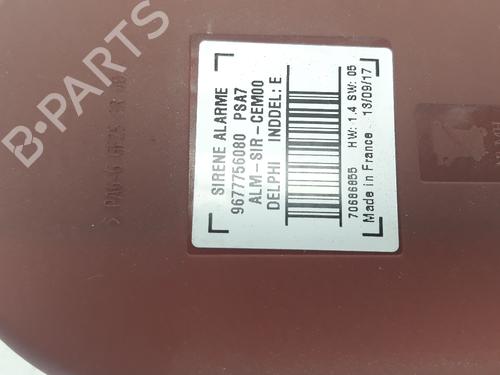 SIRENE ALARME
9677756080 PSA7
ALM-SIR-CEM00
DELPHI INDDEL: E
70686855 HW: 1.4 SW: 05
Made in France 13/09/17
B-PARTS